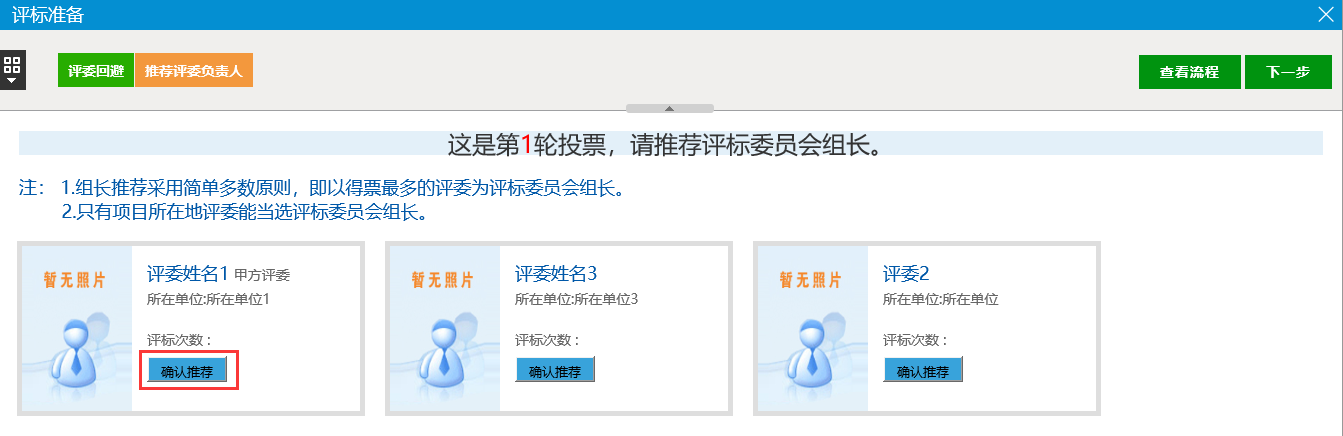 评标准备
评委回避 推荐评委负责人 查看流程 下一步
这是第1轮投票，请推荐评标委员会组长。
注： 1.组长推荐采用简单多数原则，即以得票最多的评委为评标委员会组长。
2.只有项目所在地评委能当选评标委员会组长。
暂无照片
评委姓名1 甲方评委
所在单位:所在单位1
评标次数：
确认推荐
暂无照片
评委姓名3
所在单位:所在单位3
评标次数：
确认推荐
暂无照片
评委2
所在单位:所在单位
评标次数：
确认推荐